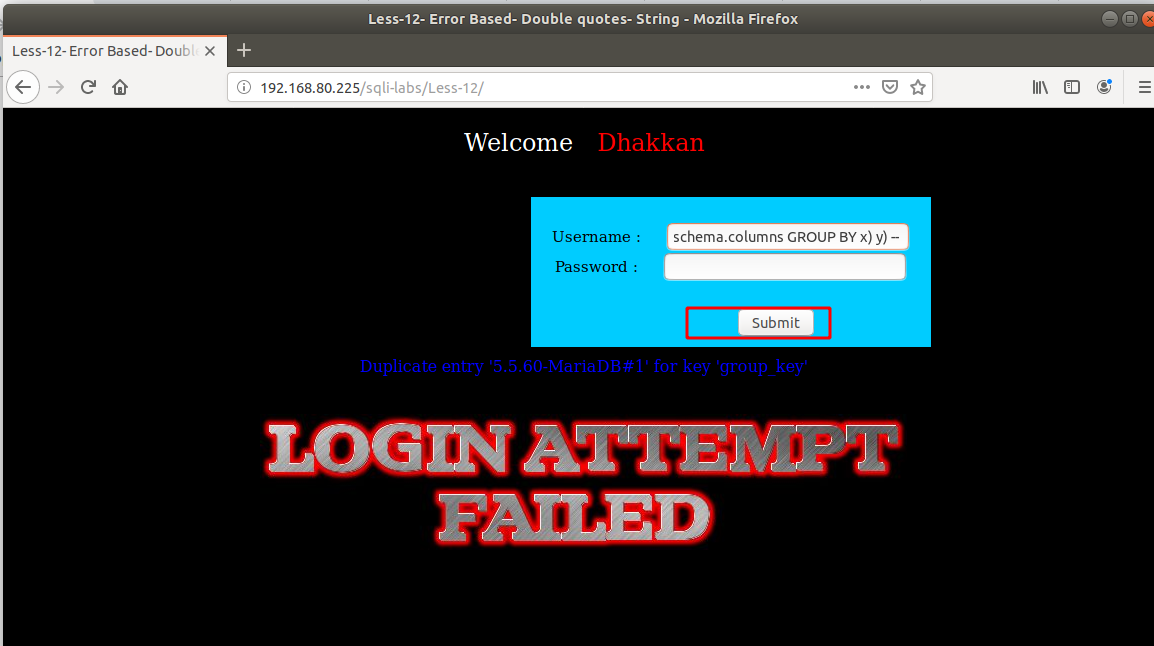 Less-12- Error Based- Double quotes- String - Mozilla Firefox
Less-12- Error Based- Doubl
192.168.80.225/sqli-labs/Less-12/
Welcome Dhakkan
Username : schema.columns GROUP BY x) y) --
Password :
Submit
Duplicate entry '5.5.60-MariaDB#1' for key 'group_key'
LOGIN ATTEMPT
FAILED